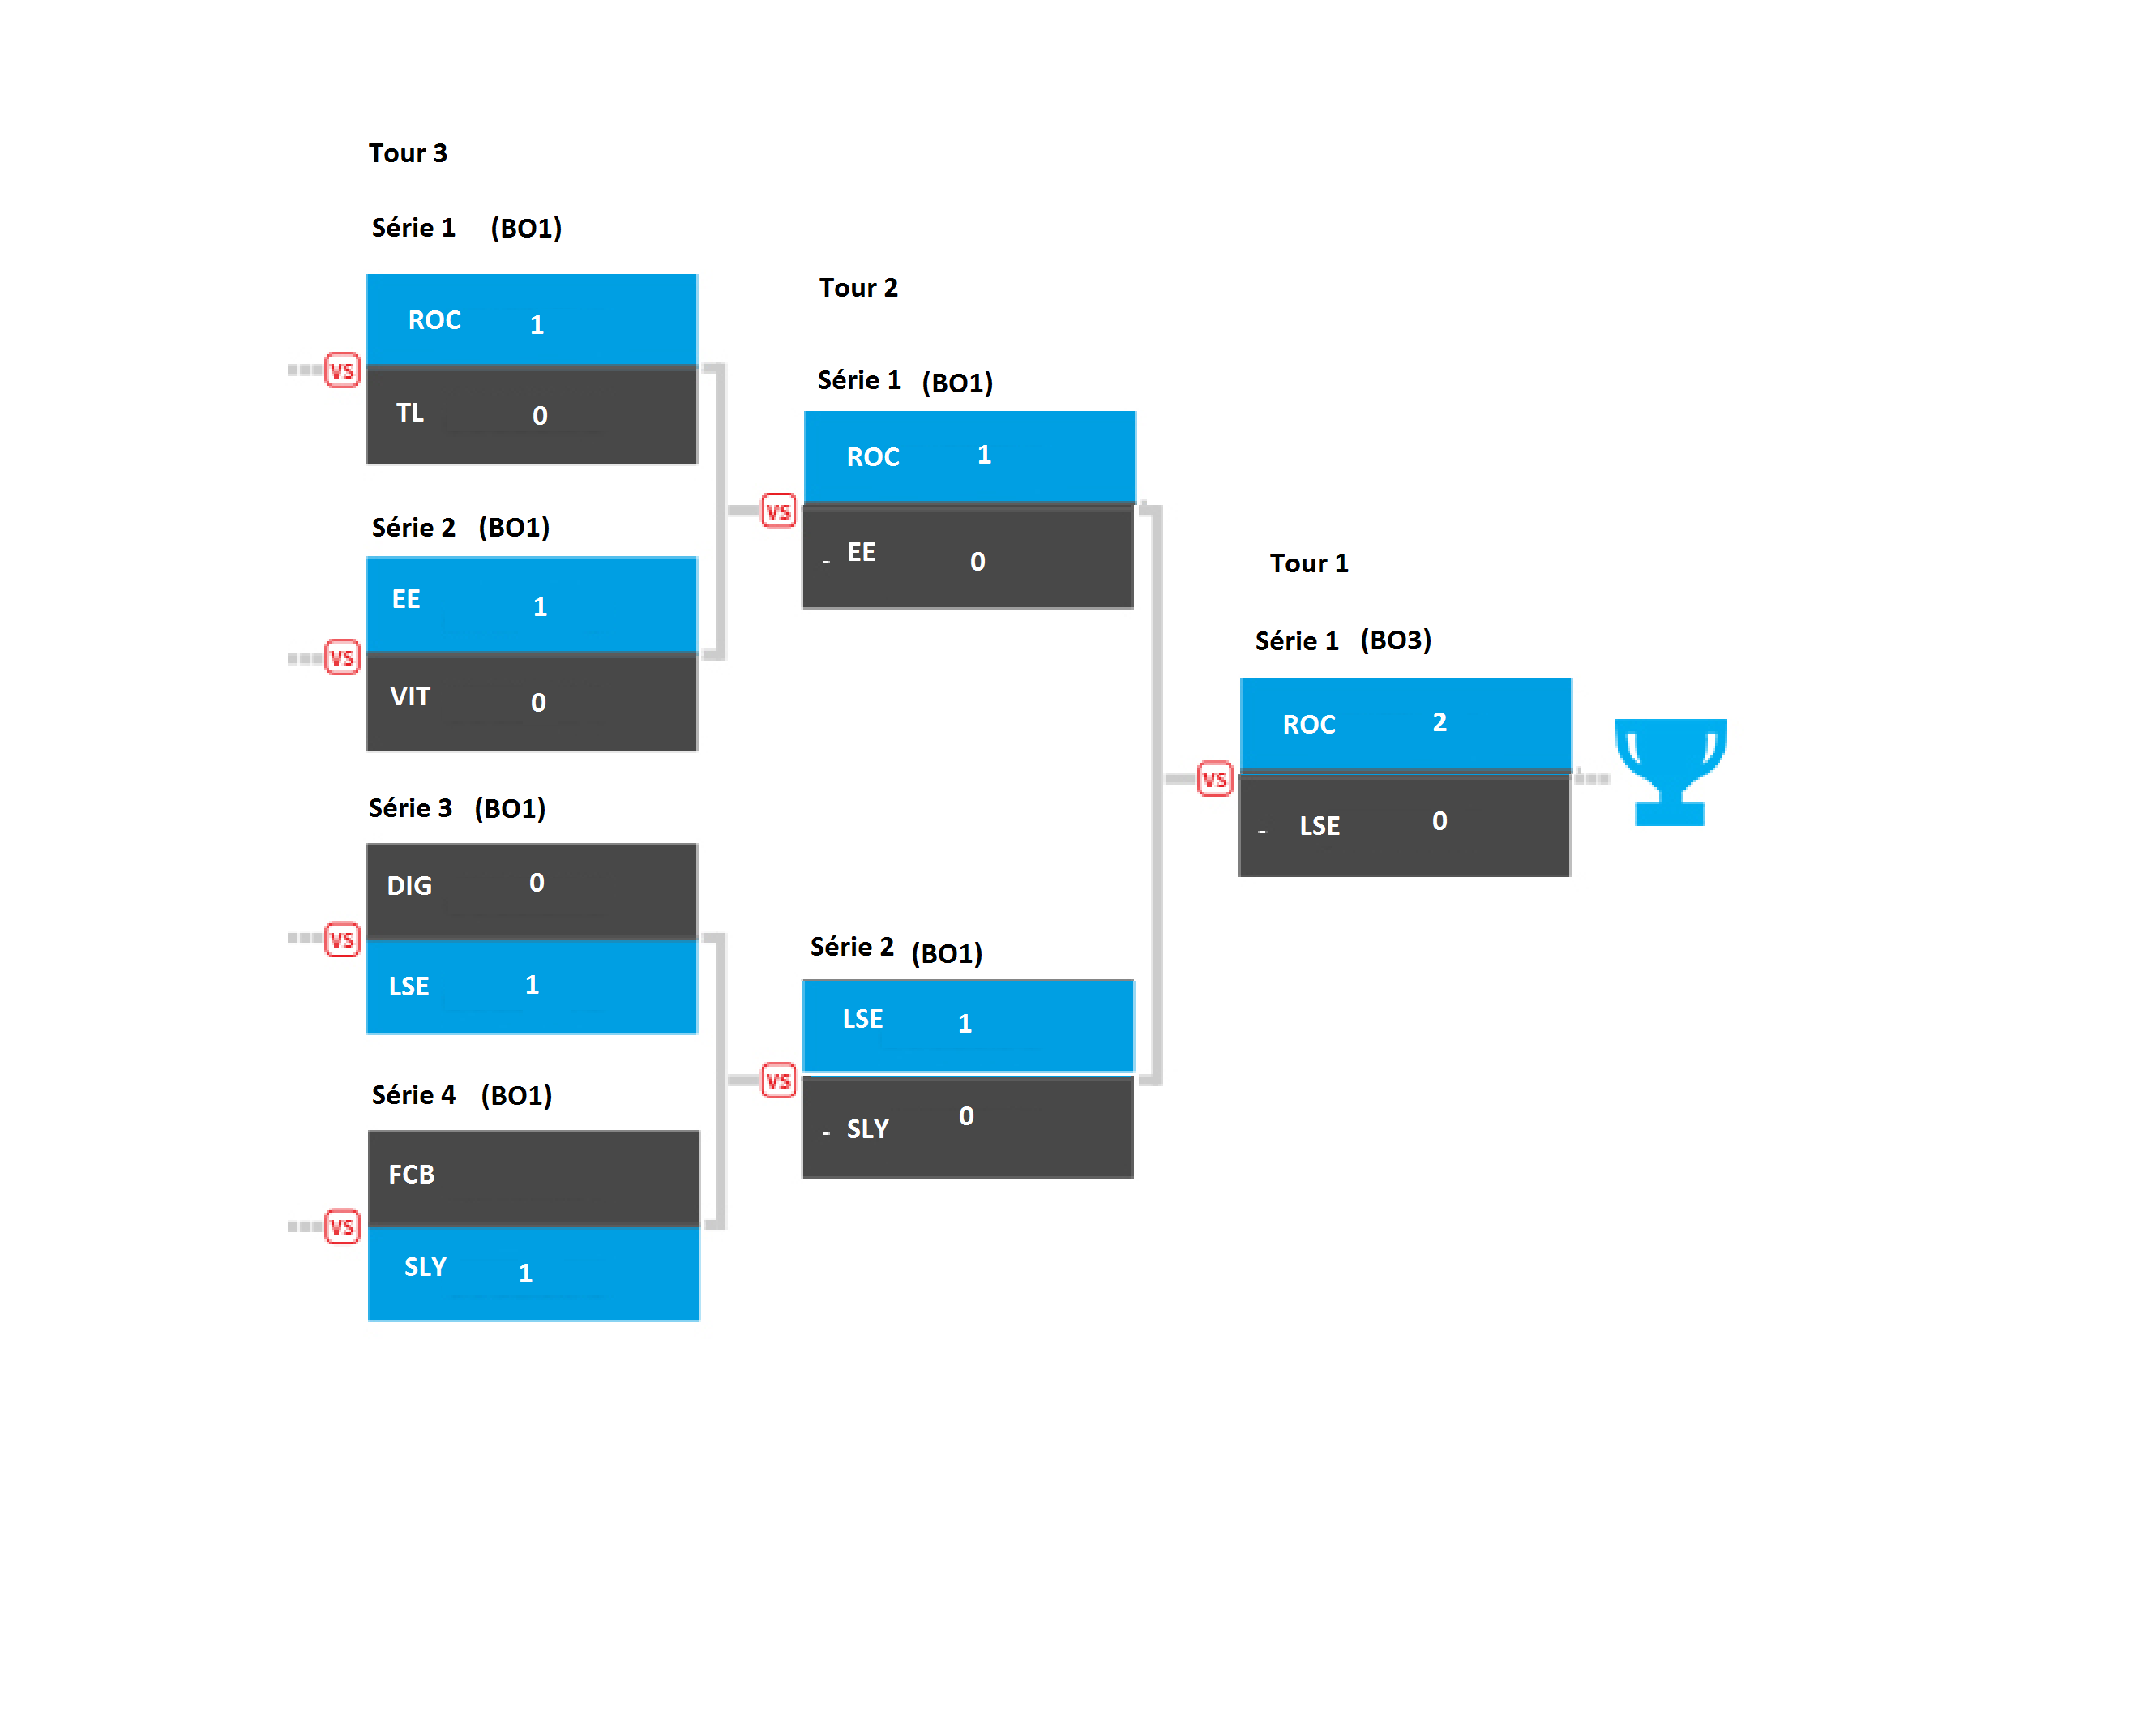 Tour 3
Série 1 (BO1)
ROC 1
VS
TL 0
Série 2 (BO1)
EE 1
VS
VIT 0
Série 3 (BO1)
DIG 0
VS
LSE 1
Série 4 (BO1)
FCB
VS
SLY 1
Tour 2
Série 1 (BO1)
ROC 1
VS
- EE 0
Série 2 (BO1)
LSE 1
VS
- SLY 0
Tour 1
Série 1 (BO3)
ROC 2
VS
- LSE 0